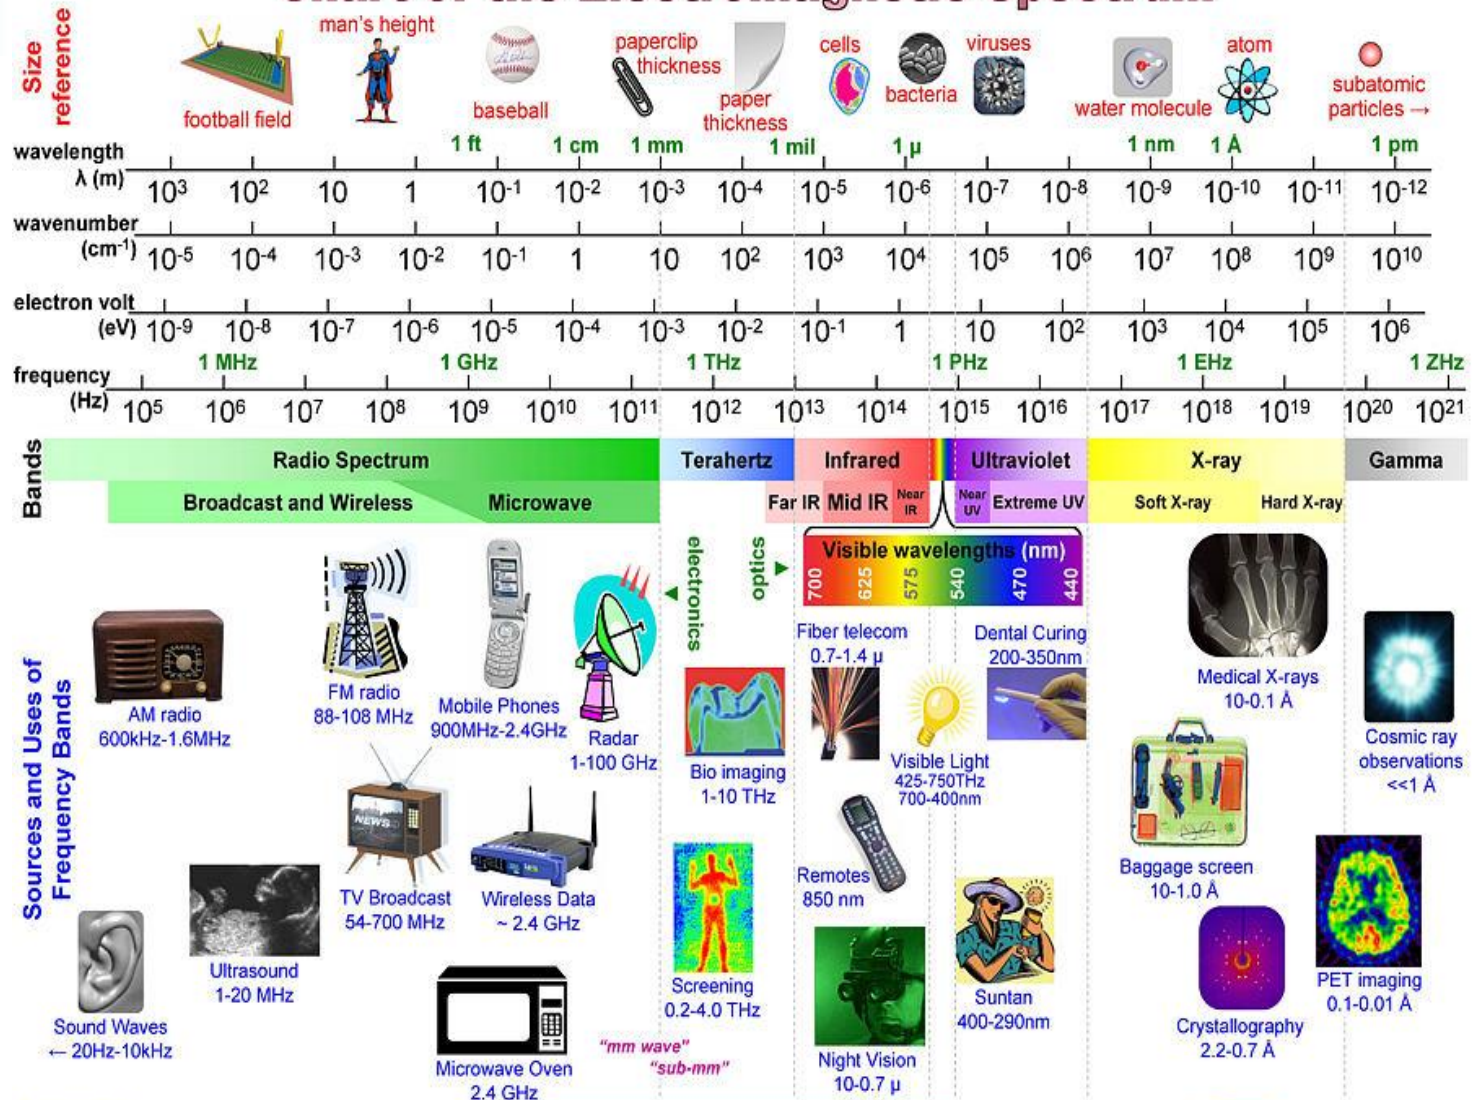 Chart of the Electromagnetic Spectrum
Size reference
football field
man's height
baseball
paperclip thickness
paper thickness
cells
bacteria
viruses
water molecule
atom
subatomic particles →
1 ft 1 cm 1 mm 1 mil 1 µ 1 nm 1 Å 1 pm
wavelength λ (m)
10³ 10² 10 1 10⁻¹ 10⁻² 10⁻³ 10⁻⁴ 10⁻⁵ 10⁻⁶ 10⁻⁷ 10⁻⁸ 10⁻⁹ 10⁻¹⁰ 10⁻¹¹ 10⁻¹²
wavenumber (cm⁻¹)
10⁻⁵ 10⁻⁴ 10⁻³ 10⁻² 10⁻¹ 1 10 10² 10³ 10⁴ 10⁵ 10⁶ 10⁷ 10⁸ 10⁹ 10¹⁰
electron volt (eV)
10⁻⁹ 10⁻⁸ 10⁻⁷ 10⁻⁶ 10⁻⁵ 10⁻⁴ 10⁻³ 10⁻² 10⁻¹ 1 10 10² 10³ 10⁴ 10⁵ 10⁶
1 MHz 1 GHz 1 THz 1 PHz 1 EHz 1 ZHz
frequency (Hz)
10⁵ 10⁶ 10⁷ 10⁸ 10⁹ 10¹⁰ 10¹¹ 10¹² 10¹³ 10¹⁴ 10¹⁵ 10¹⁶ 10¹⁷ 10¹⁸ 10¹⁹ 10²⁰ 10²¹
Bands
Radio Spectrum Terahertz Infrared Ultraviolet X-ray Gamma
Broadcast and Wireless Microwave Far IR Mid IR Near IR Near UV Extreme UV Soft X-ray Hard X-ray
electronics
optics
Visible wavelengths (nm)
700 625 575 540 470 440
Sources and Uses of Frequency Bands
AM radio
600kHz-1.6MHz
FM radio
88-108 MHz
Mobile Phones
900MHz-2.4GHz
Radar
1-100 GHz
Bio imaging
1-10 THz
Fiber telecom
0.7-1.4 µ
Visible Light
425-750THz
700-400nm
Dental Curing
200-350nm
Medical X-rays
10-0.1 Å
Cosmic ray
observations
<<1 Å
Sound Waves
← 20Hz-10kHz
Ultrasound
1-20 MHz
NEWS
TV Broadcast
54-700 MHz
Wireless Data
~ 2.4 GHz
Microwave Oven
2.4 GHz
"mm wave"
"sub-mm"
Screening
0.2-4.0 THz
Remotes
850 nm
Night Vision
10-0.7 µ
Suntan
400-290nm
Baggage screen
10-1.0 Å
Crystallography
2.2-0.7 Å
PET imaging
0.1-0.01 Å